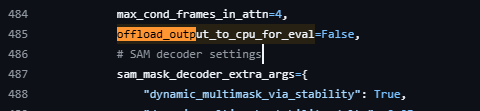 484 max_cond_frames_in_attn=4,
485 offload_output_to_cpu_for_eval=False,
486 # SAM decoder settings
487 sam_mask_decoder_extra_args={
488 "dynamic_multimask_via_stability": True,